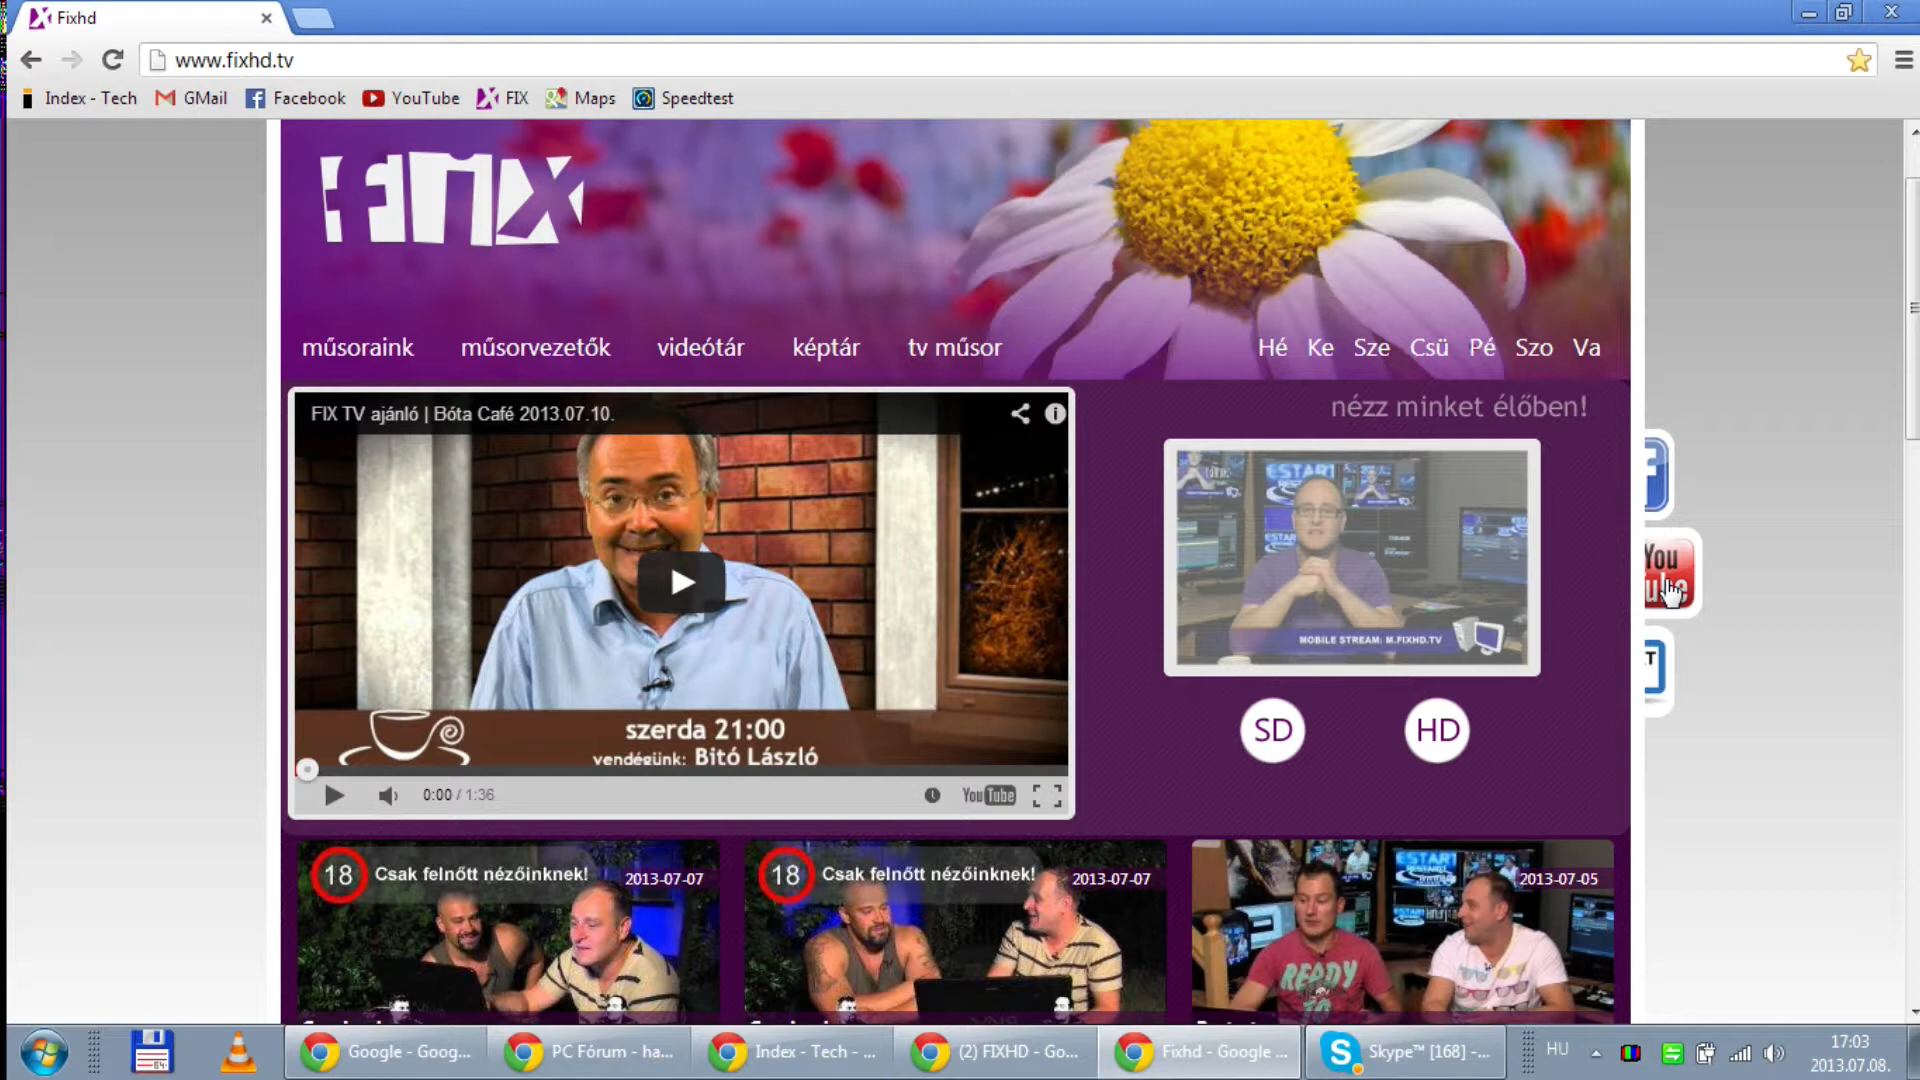 Fixhd
www.fixhd.tv
Index - Tech GMail Facebook YouTube FIX Maps Speedtest
fix
műsoraink műsorvezetők videótár képtár tv műsor Hé Ke Sze Csü Pé Szo Va
nézz minket élőben!
FIX TV ajánló | Bóta Café 2013.07.10.
ESTART
MOBILE STREAM: M.FIXHD.TV
You
SD HD
szerda 21:00
vendégünk: Bitó László
0:00 / 1:36 YouTube
18 Csak felnőtt nézőinknek! 2013-07-07
18 Csak felnőtt nézőinknek! 2013-07-07
2013-07-05
READY
TO
Google - Goog... PC Fórum - ha... Index - Tech - ... (2) FIXHD - Go... Fixhd - Google ... Skype™ [168] -... HU 17:03
2013.07.08.